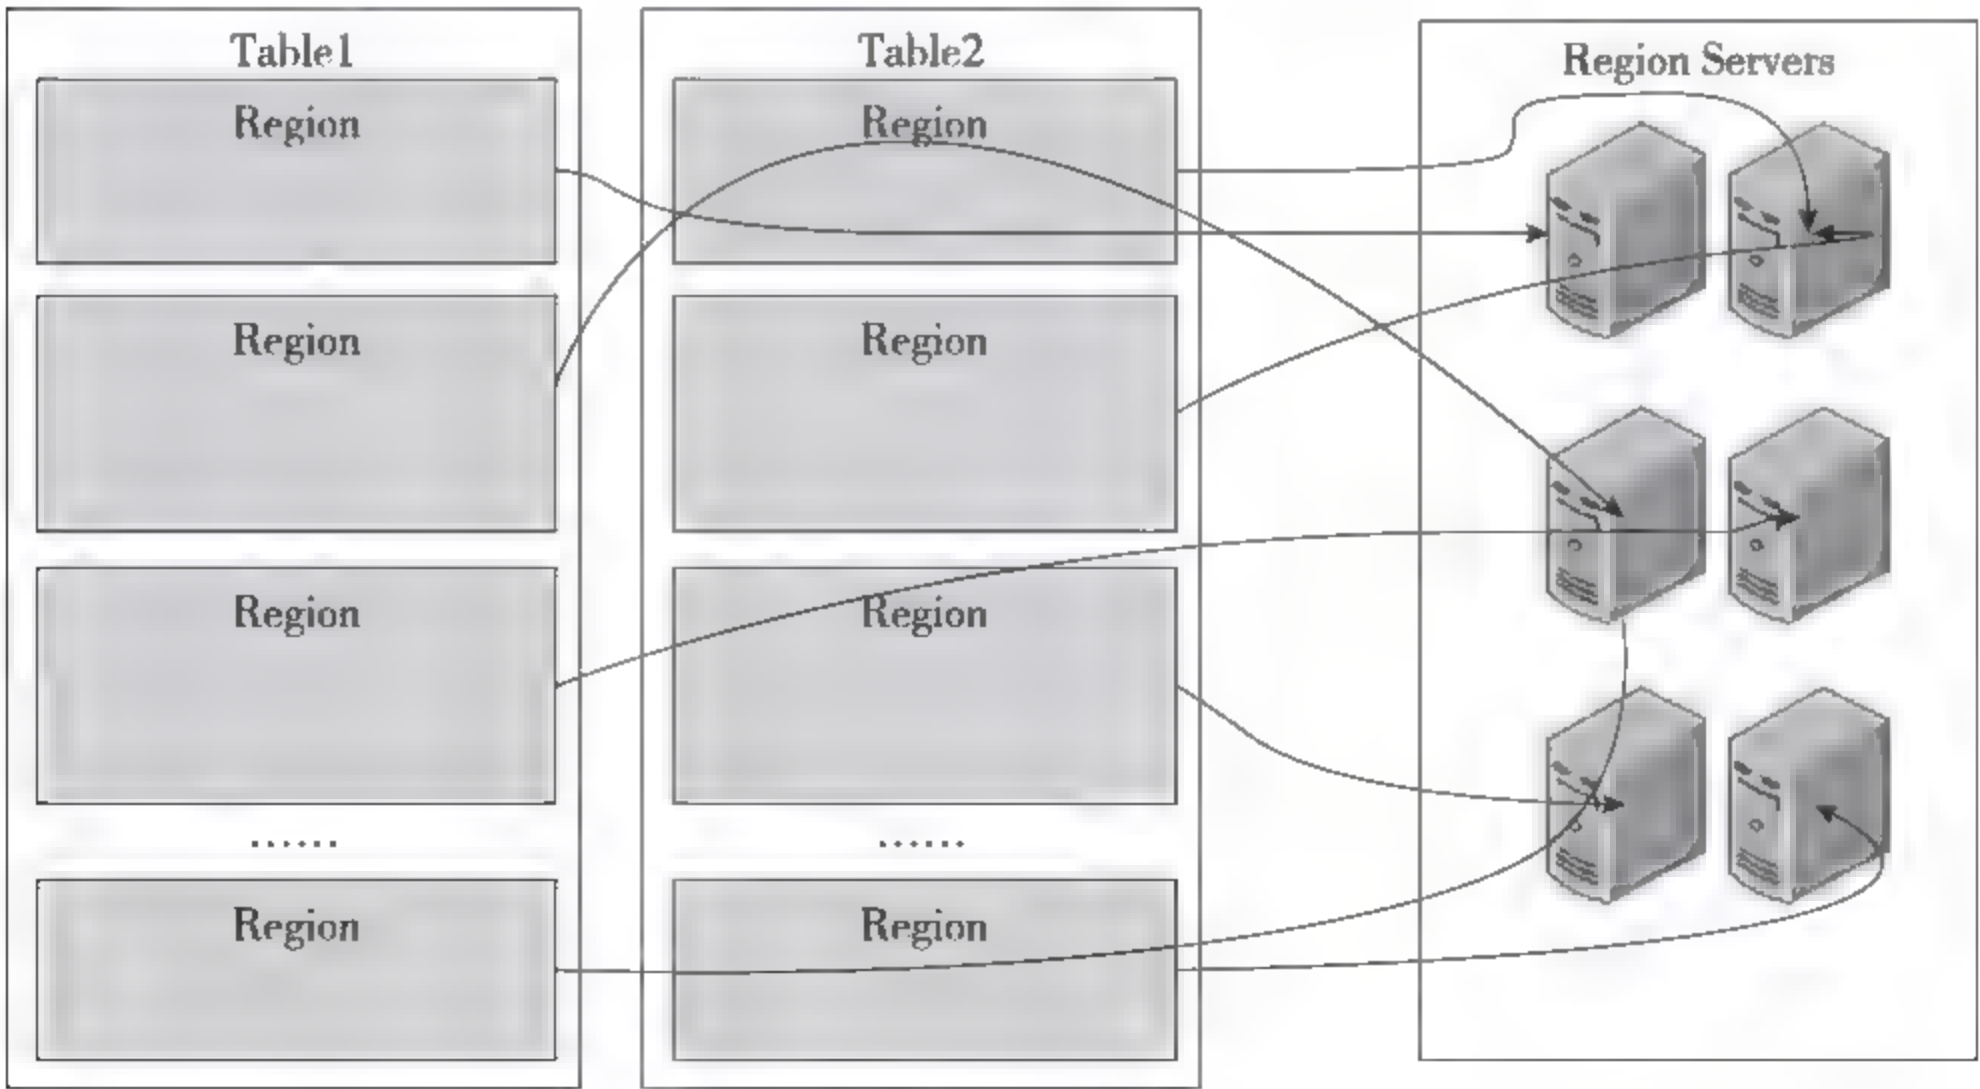 Table1
Region
Region
Region
......
Region
Table2
Region
Region
Region
......
Region
Region Servers